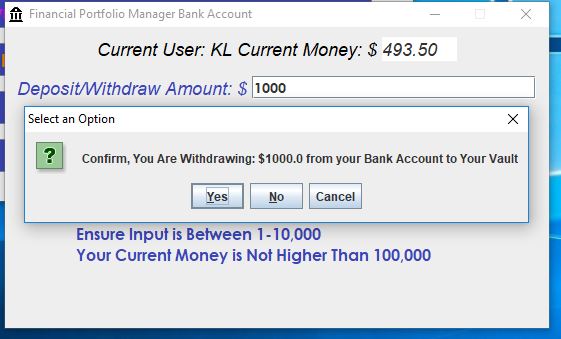 Financial Portfolio Manager Bank Account
Current User: KL Current Money: $ 493.50
Deposit/Withdraw Amount: $ 1000
Select an Option
?
Confirm, You Are Withdrawing: $1000.0 from your Bank Account to Your Vault
Yes No Cancel
Ensure Input is Between 1-10,000
Your Current Money is Not Higher Than 100,000